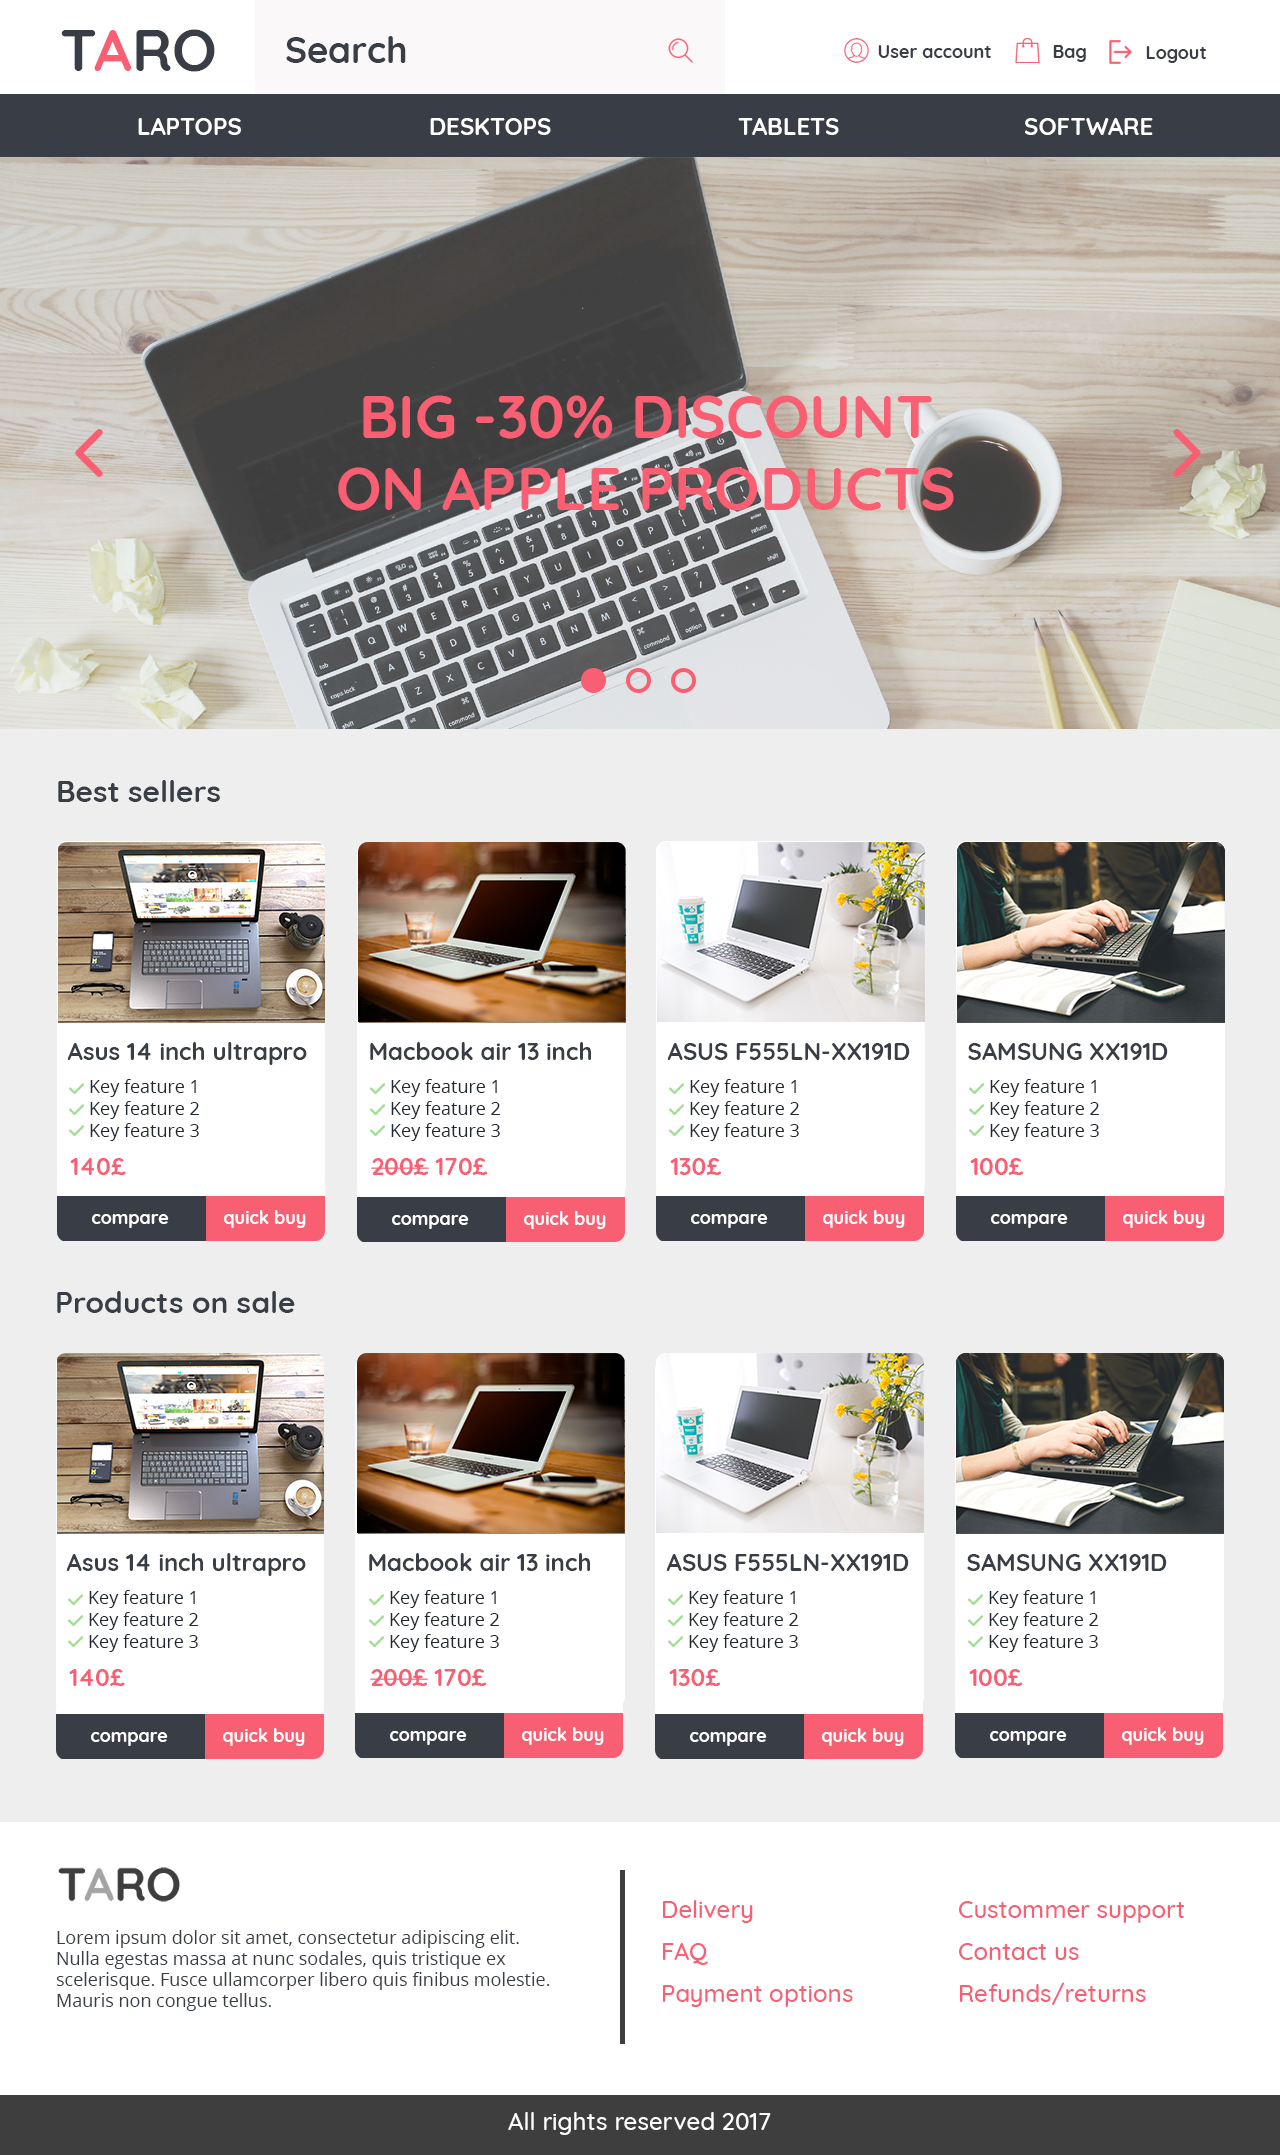 TARO
Search
User account
Bag
Logout
LAPTOPS DESKTOPS TABLETS SOFTWARE
BIG -30% DISCOUNT
ON APPLE PRODUCTS
Best sellers
Asus 14 inch ultrapro
Key feature 1
Key feature 2
Key feature 3
140£
compare quick buy
Macbook air 13 inch
Key feature 1
Key feature 2
Key feature 3
200£ 170£
compare quick buy
ASUS F555LN-XX191D
Key feature 1
Key feature 2
Key feature 3
130£
compare quick buy
SAMSUNG XX191D
Key feature 1
Key feature 2
Key feature 3
100£
compare quick buy
Products on sale
Asus 14 inch ultrapro
Key feature 1
Key feature 2
Key feature 3
140£
compare quick buy
Macbook air 13 inch
Key feature 1
Key feature 2
Key feature 3
200£ 170£
compare quick buy
ASUS F555LN-XX191D
Key feature 1
Key feature 2
Key feature 3
130£
compare quick buy
SAMSUNG XX191D
Key feature 1
Key feature 2
Key feature 3
100£
compare quick buy
TARO
Lorem ipsum dolor sit amet, consectetur adipiscing elit.
Nulla egestas massa at nunc sodales, quis tristique ex
scelerisque. Fusce ullamcorper libero quis finibus molestie.
Mauris non congue tellus.
Delivery
FAQ
Payment options
Custommer support
Contact us
Refunds/returns
All rights reserved 2017